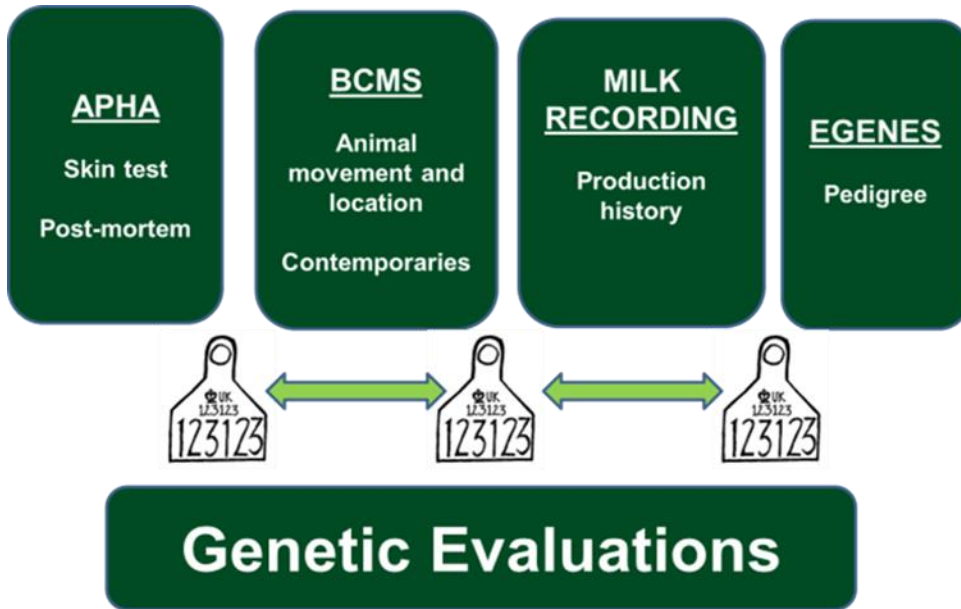 APHA
Skin test
Post-mortem
BCMS
Animal
movement and
location
Contemporaries
MILK
RECORDING
Production
history
EGENES
Pedigree
UK
123123
123123
UK
123123
123123
UK
123123
123123
Genetic Evaluations